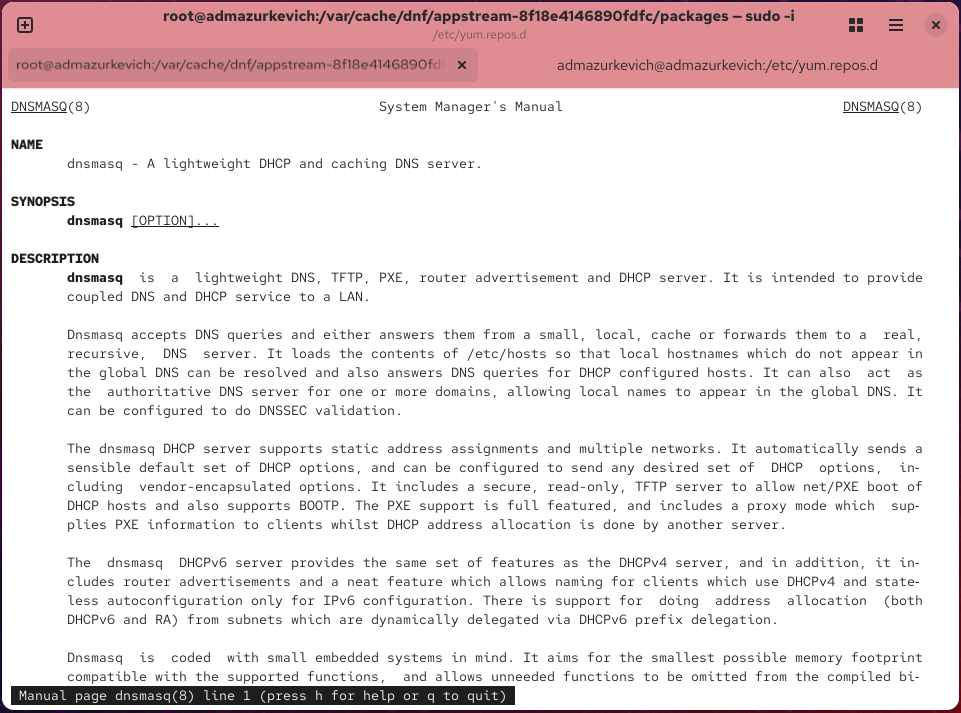 root@admazurkevich:/var/cache/dnf/appstream-8f18e4146890fdfc/packages — sudo -i
/etc/yum.repos.d
root@admazurkevich:/var/cache/dnf/appstream-8f18e4146890fd
admazurkevich@admazurkevich:/etc/yum.repos.d
DNSMASQ(8) System Manager's Manual DNSMASQ(8)
NAME
dnsmasq - A lightweight DHCP and caching DNS server.
SYNOPSIS
dnsmasq [OPTION]...
DESCRIPTION
dnsmasq is a lightweight DNS, TFTP, PXE, router advertisement and DHCP server. It is intended to provide
coupled DNS and DHCP service to a LAN.
Dnsmasq accepts DNS queries and either answers them from a small, local, cache or forwards them to a real,
recursive, DNS server. It loads the contents of /etc/hosts so that local hostnames which do not appear in
the global DNS can be resolved and also answers DNS queries for DHCP configured hosts. It can also act as
the authoritative DNS server for one or more domains, allowing local names to appear in the global DNS. It
can be configured to do DNSSEC validation.
The dnsmasq DHCP server supports static address assignments and multiple networks. It automatically sends a
sensible default set of DHCP options, and can be configured to send any desired set of DHCP options, in-
cluding vendor-encapsulated options. It includes a secure, read-only, TFTP server to allow net/PXE boot of
DHCP hosts and also supports BOOTP. The PXE support is full featured, and includes a proxy mode which sup-
plies PXE information to clients whilst DHCP address allocation is done by another server.
The dnsmasq DHCPv6 server provides the same set of features as the DHCPv4 server, and in addition, it in-
cludes router advertisements and a neat feature which allows naming for clients which use DHCPv4 and state-
less autoconfiguration only for IPv6 configuration. There is support for doing address allocation (both
DHCPv6 and RA) from subnets which are dynamically delegated via DHCPv6 prefix delegation.
Dnsmasq is coded with small embedded systems in mind. It aims for the smallest possible memory footprint
compatible with the supported functions, and allows unneeded functions to be omitted from the compiled bi-
Manual page dnsmasq(8) line 1 (press h for help or q to quit)